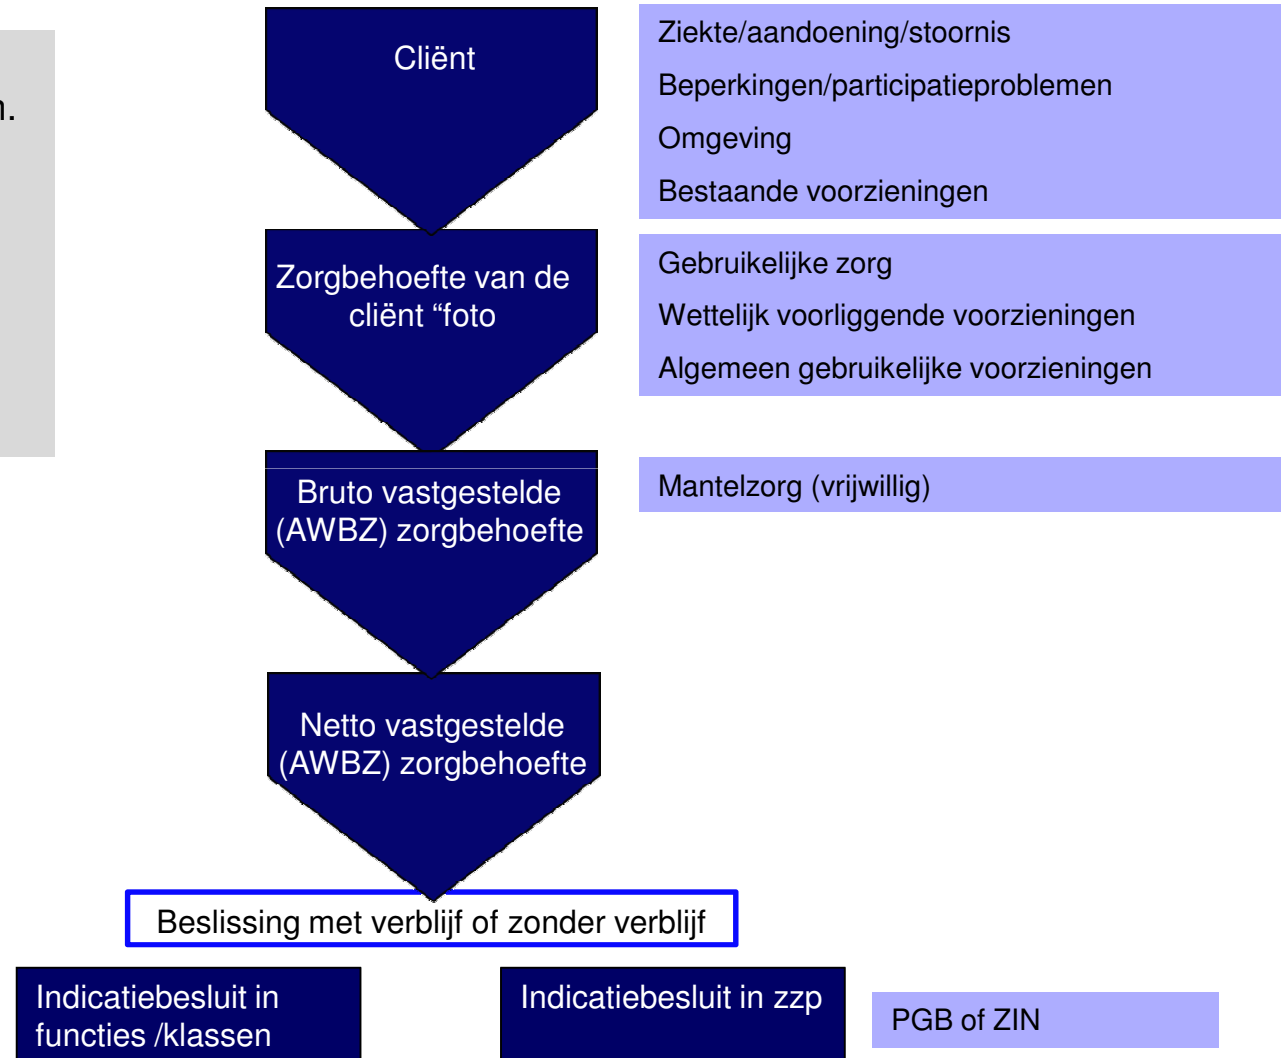 n.
Cliënt
Ziekte/aandoening/stoornis
Beperkingen/participatieproblemen
Omgeving
Bestaande voorzieningen
Zorgbehoefte van de
cliënt “foto
Gebruikelijke zorg
Wettelijk voorliggende voorzieningen
Algemeen gebruikelijke voorzieningen
Bruto vastgestelde
(AWBZ) zorgbehoefte
Mantelzorg (vrijwillig)
Netto vastgestelde
(AWBZ) zorgbehoefte
Beslissing met verblijf of zonder verblijf
Indicatiebesluit in
functies /klassen
Indicatiebesluit in zzp
PGB of ZIN